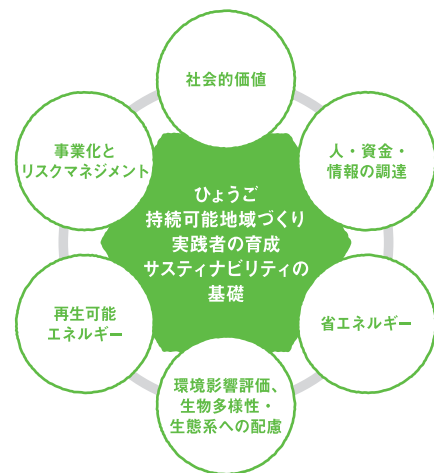 社会的価値
事業化と
リスクマネジメント
人・資金・
情報の調達
ひょうご
持続可能地域づくり
実践者の育成
サスティナビリティの
基礎
再生可能
エネルギー
省エネルギー
環境影響評価、
生物多様性・
生態系への配慮